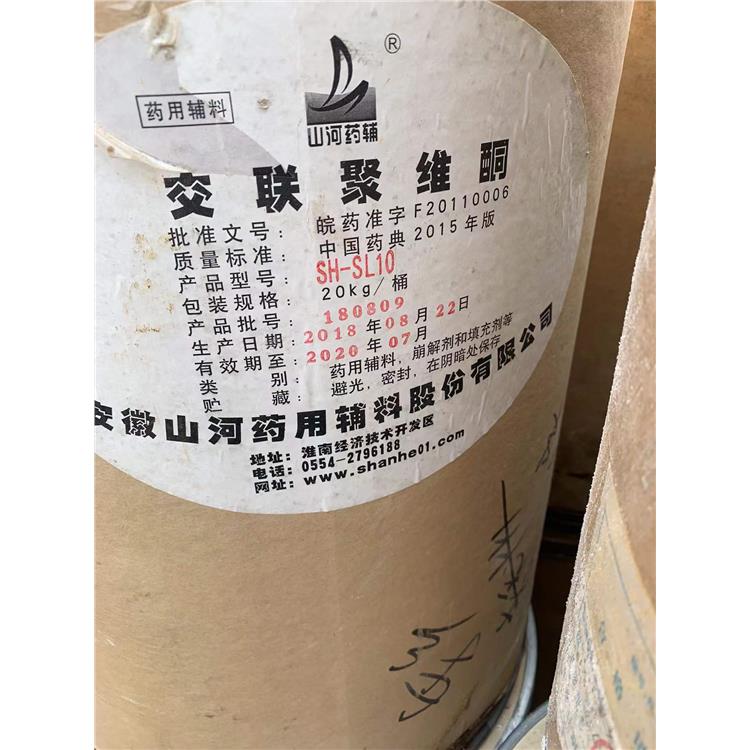 ®
药用辅料
山河药辅
交联聚维酮
批准文号：皖药准字F20110006
质量标准：中国药典2015年版
产品型号：SH-SL10
包装规格：20kg/桶
产品批号：180809
生产日期：2018年08月22日
有效期至：2020年07月
类别：药用辅料，崩解剂和填充剂等
贮藏：避光，密封，在阴暗处保存
安徽山河药用辅料股份有限公司
地址：淮南经济技术开发区
电话：0554-2796188
网址：www.shanhe01.com